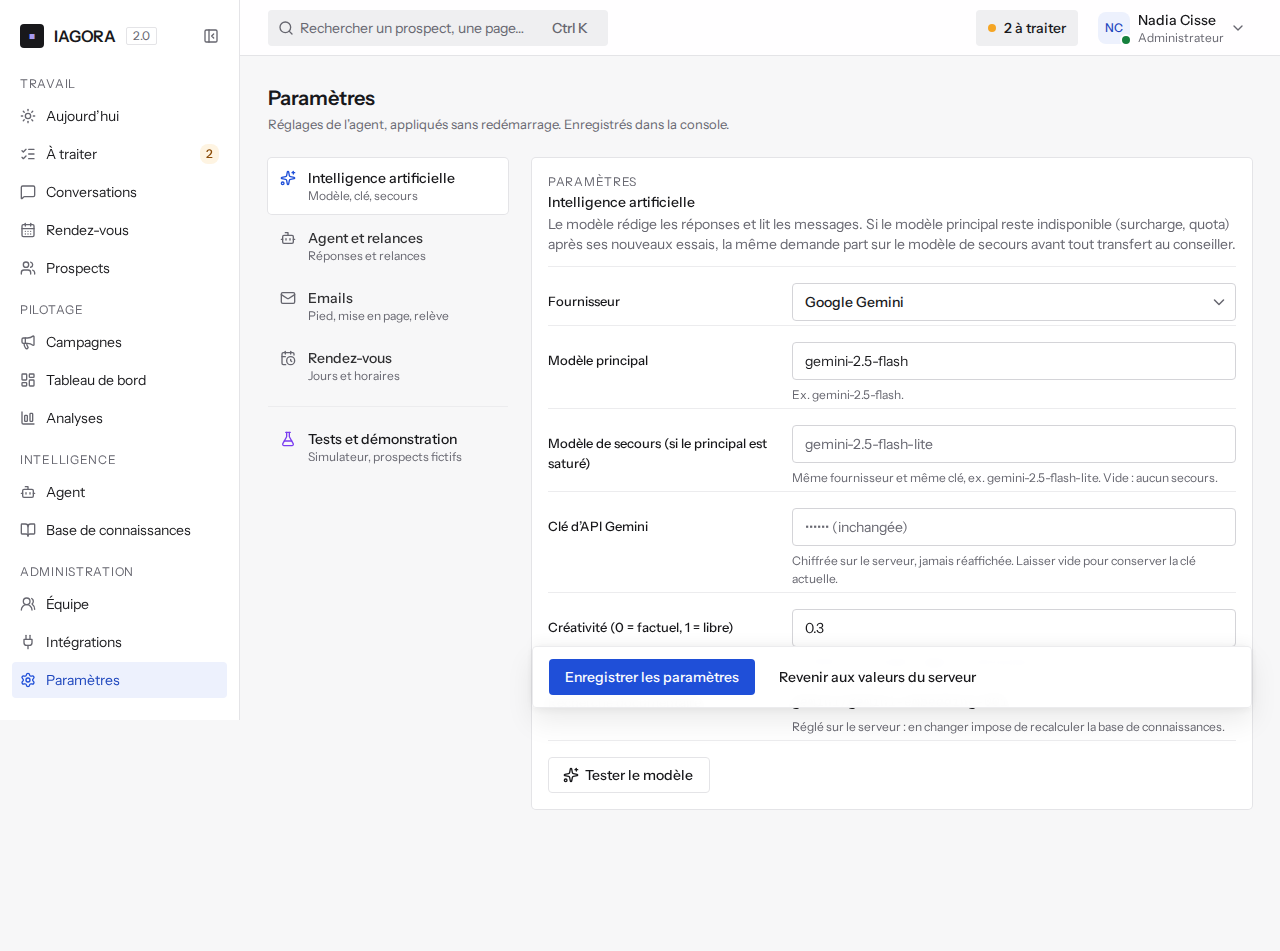 IAGORA 2.0
Rechercher un prospect, une page... Ctrl K
2 à traiter
NC
Nadia Cisse
Administrateur
TRAVAIL
Aujourd'hui
À traiter 2
Conversations
Rendez-vous
Prospects
PILOTAGE
Campagnes
Tableau de bord
Analyses
INTELLIGENCE
Agent
Base de connaissances
ADMINISTRATION
Équipe
Intégrations
Paramètres
Paramètres
Réglages de l'agent, appliqués sans redémarrage. Enregistrés dans la console.
Intelligence artificielle
Modèle, clé, secours
Agent et relances
Réponses et relances
Emails
Pied, mise en page, relève
Rendez-vous
Jours et horaires
Tests et démonstration
Simulateur, prospects fictifs
PARAMÈTRES
Intelligence artificielle
Le modèle rédige les réponses et lit les messages. Si le modèle principal reste indisponible (surcharge, quota)
après ses nouveaux essais, la même demande part sur le modèle de secours avant tout transfert au conseiller.
Fournisseur
Google Gemini
Modèle principal
gemini-2.5-flash
Ex. gemini-2.5-flash.
Modèle de secours (si le principal est
saturé)
gemini-2.5-flash-lite
Même fournisseur et même clé, ex. gemini-2.5-flash-lite. Vide : aucun secours.
Clé d'API Gemini
•••••• (inchangée)
Chiffrée sur le serveur, jamais réaffichée. Laisser vide pour conserver la clé
actuelle.
Créativité (0 = factuel, 1 = libre)
0.3
Enregistrer les paramètres
Revenir aux valeurs du serveur
Réglé sur le serveur : en changer impose de recalculer la base de connaissances.
Tester le modèle